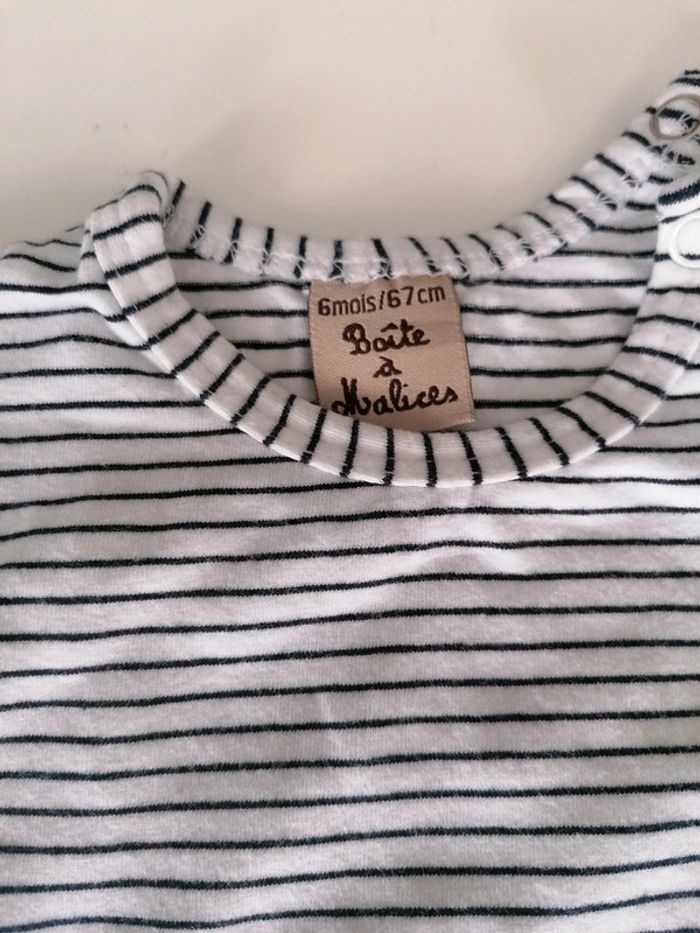 6mois/67cm
Boîte
à
Malices